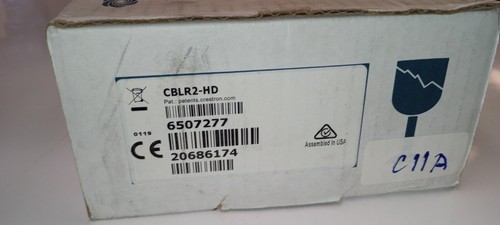 CBLR2-HD
Pat.: patents.crestron.com
6507277
0119
CE
20686174
Assembled in USA
C11A